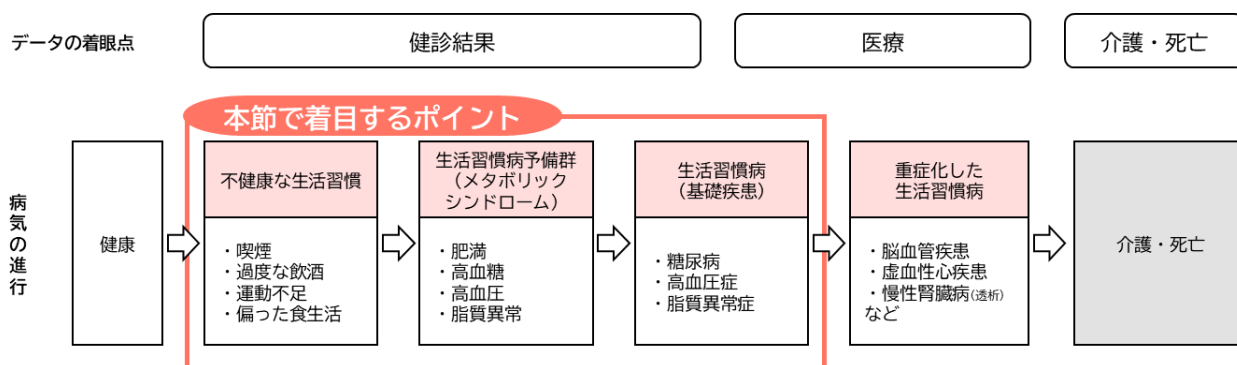 データの着眼点
健診結果
医療
介護・死亡
本節で着目するポイント
病気の進行
健康
不健康な生活習慣
・喫煙
・過度な飲酒
・運動不足
・偏った食生活
生活習慣病予備群
（メタボリック
シンドローム）
・肥満
・高血糖
・高血圧
・脂質異常
生活習慣病
（基礎疾患）
・糖尿病
・高血圧症
・脂質異常症
重症化した
生活習慣病
・脳血管疾患
・虚血性心疾患
・慢性腎臓病(透析)
など
介護・死亡